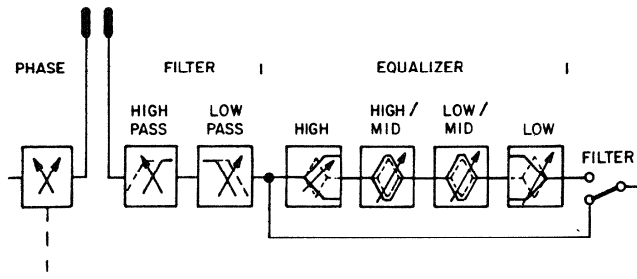 PHASE FILTER EQUALIZER
HIGH PASS LOW PASS HIGH HIGH / MID LOW / MID LOW
FILTER